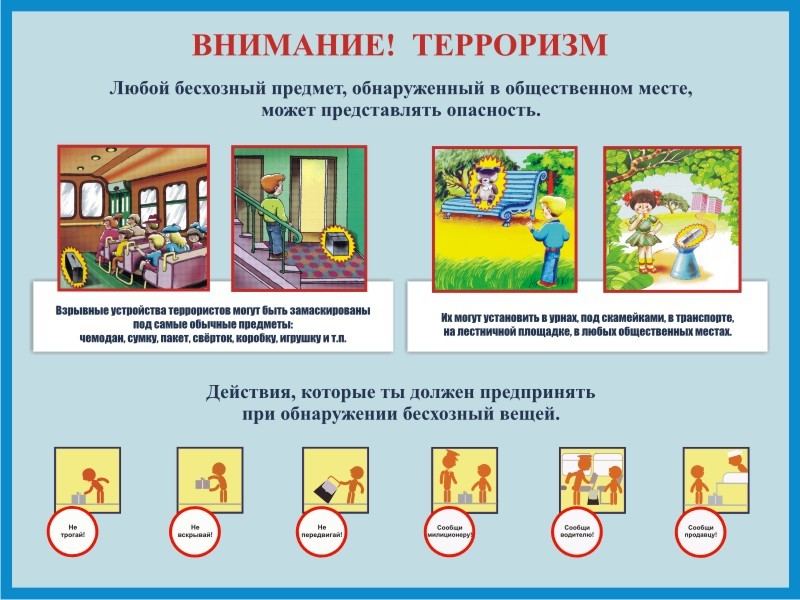 ВНИМАНИЕ! ТЕРРОРИЗМ
Любой бесхозный предмет, обнаруженный в общественном месте,
может представлять опасность.
Взрывные устройства террористов могут быть замаскированы
под самые обычные предметы:
чемодан, сумку, пакет, свёрток, коробку, игрушку и т.п.
Их могут установить в урнах, под скамейками, в транспорте,
на лестничной площадке, в любых общественных местах.
Действия, которые ты должен предпринять
при обнаружении бесхозный вещей.
Не
трогай!
Не
вскрывай!
Не
передвигай!
Сообщи
милиционеру!
Сообщи
водителю!
Сообщи
продавцу!